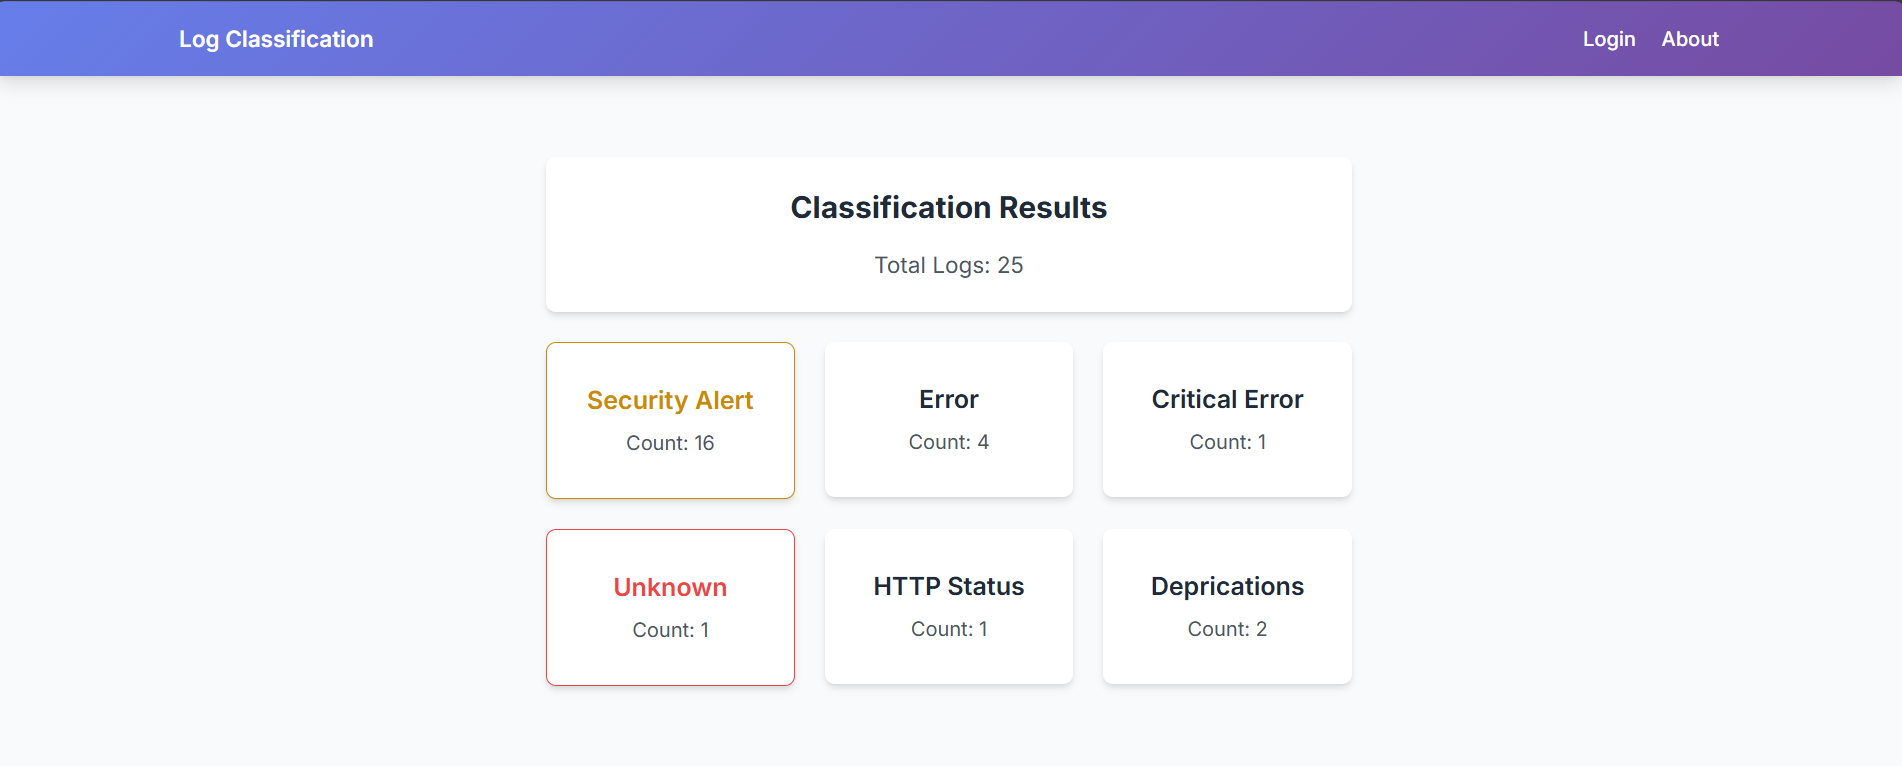 Log Classification
Login
About
Classification Results
Total Logs: 25
Security Alert
Count: 16
Error
Count: 4
Critical Error
Count: 1
Unknown
Count: 1
HTTP Status
Count: 1
Deprications
Count: 2